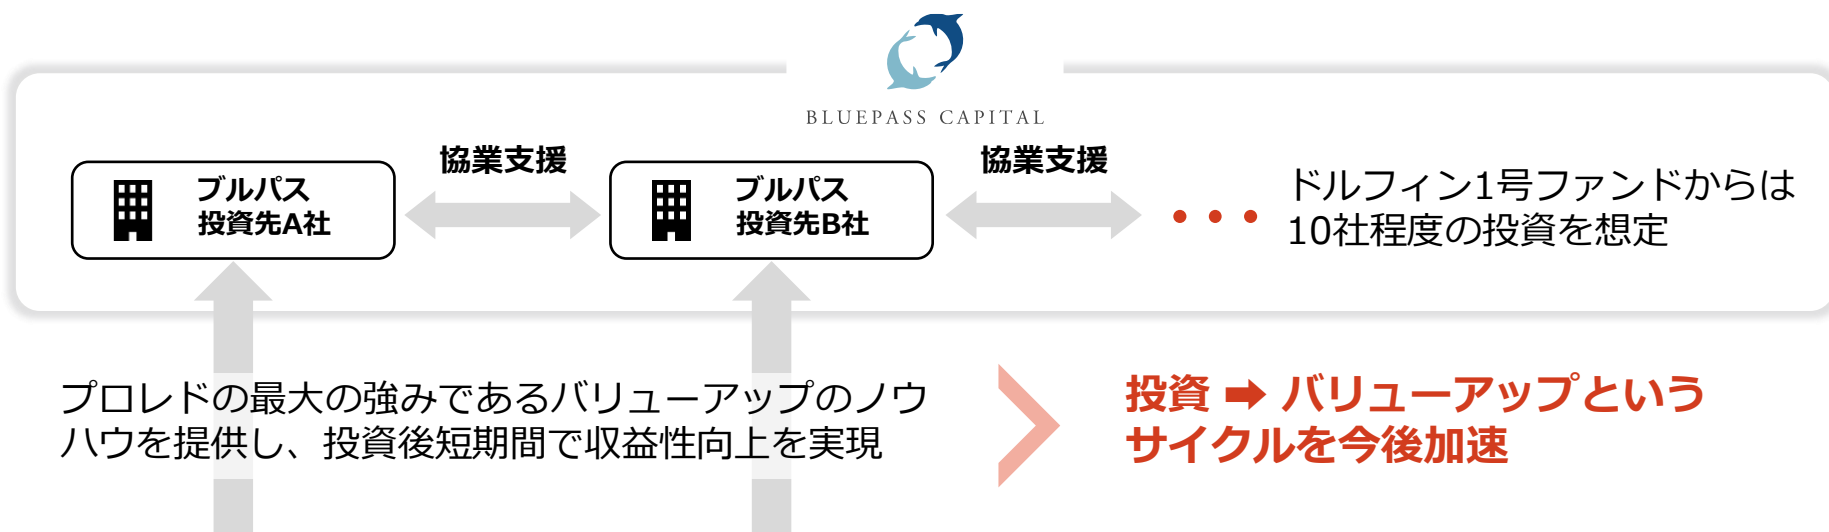 BLUEPASS CAPITAL
協業支援
協業支援
ブルパス
投資先A社
ブルパス
投資先B社
・・・
ドルフィン1号ファンドからは
10社程度の投資を想定
プロレドの最大の強みであるバリューアップのノウ
ハウを提供し、投資後短期間で収益性向上を実現
投資 ➡ バリューアップという
サイクルを今後加速